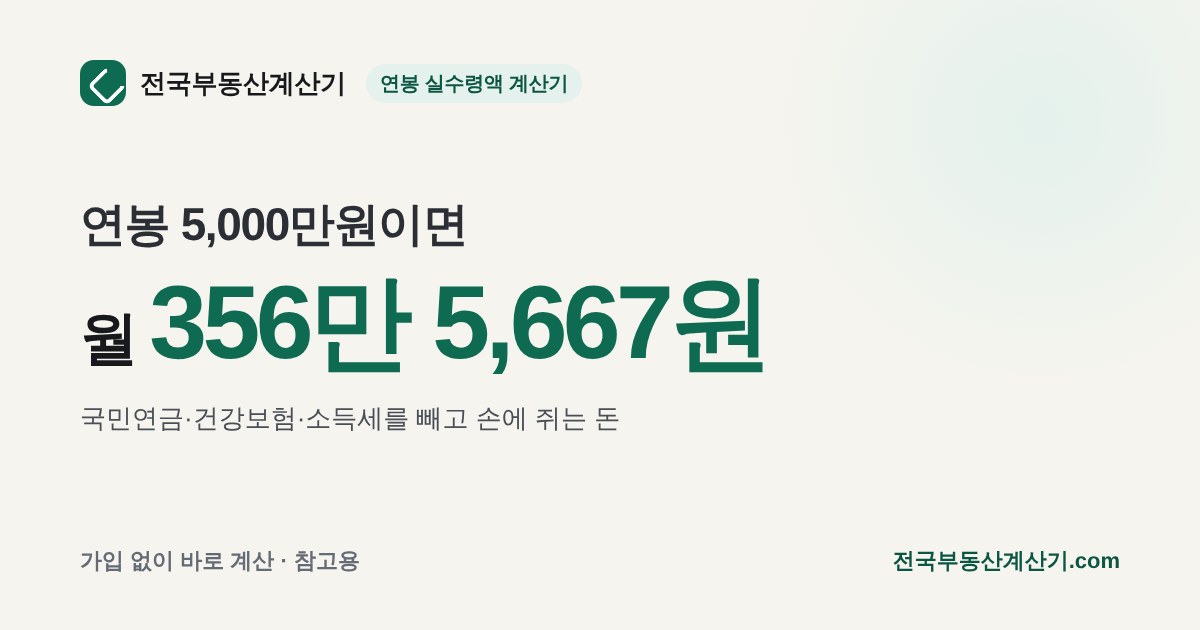 전국부동산계산기 연봉 실수령액 계산기
연봉 5,000만원이면
월 356만 5,667원
국민연금·건강보험·소득세를 빼고 손에 쥐는 돈
가입 없이 바로 계산 · 참고용
전국부동산계산기.com